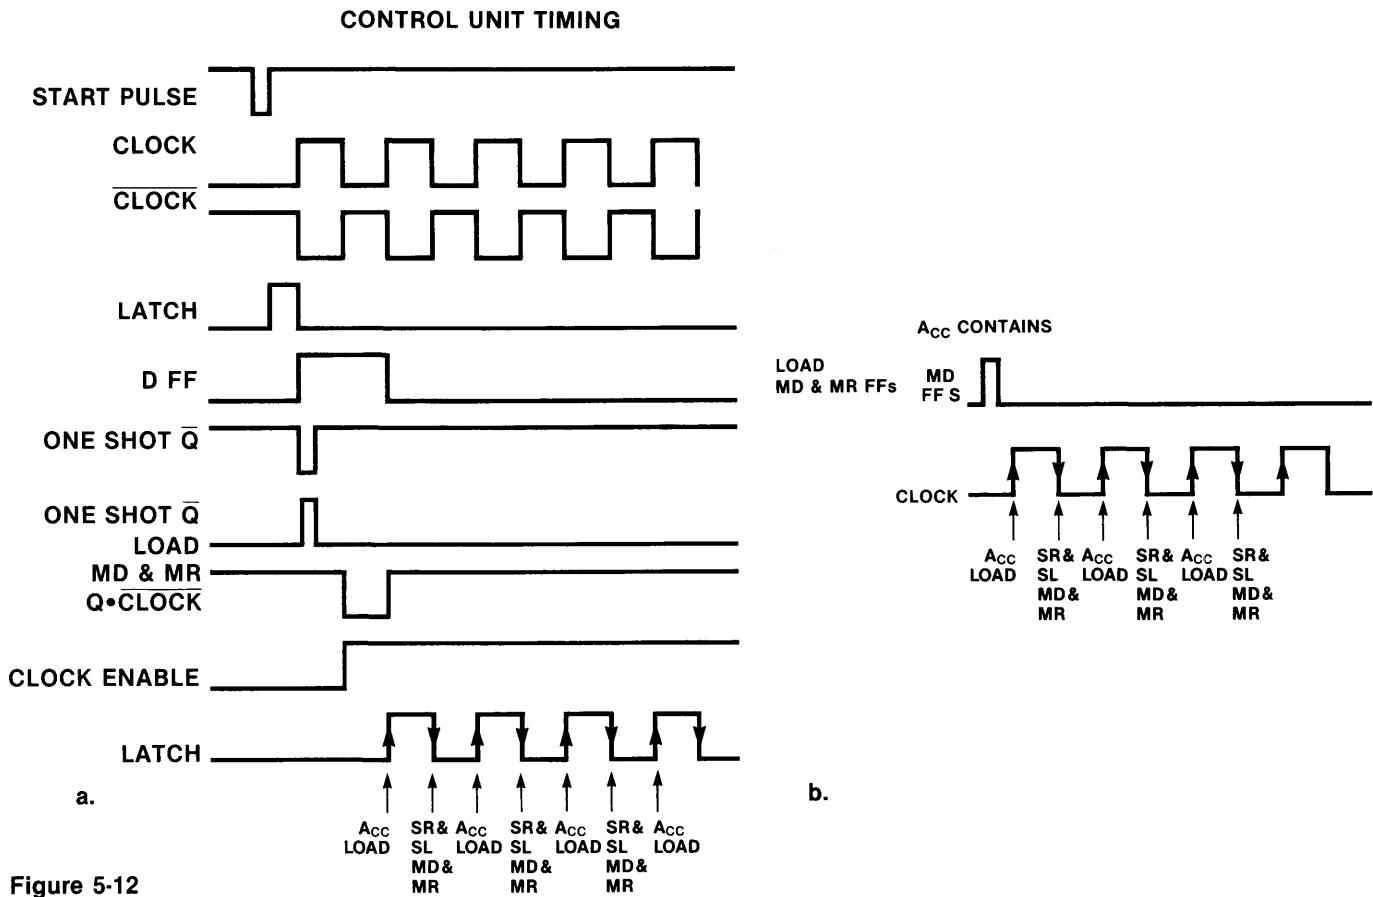 CONTROL UNIT TIMING
START PULSE
CLOCK
C̅L̅O̅C̅K̅
LATCH
D FF
ONE SHOT Q̅
ONE SHOT Q̅
LOAD
MD & MR
Q•C̅L̅O̅C̅K̅
CLOCK ENABLE
LATCH
a.
ACC LOAD
SR & SL MD & MR
ACC LOAD
SR & SL MD & MR
ACC LOAD
SR & SL MD & MR
ACC LOAD
Figure 5-12
ACC CONTAINS
LOAD
MD & MR FFs
MD
FF S
CLOCK
ACC LOAD
SR & SL MD & MR
ACC LOAD
SR & SL MD & MR
ACC LOAD
SR & SL MD & MR
b.